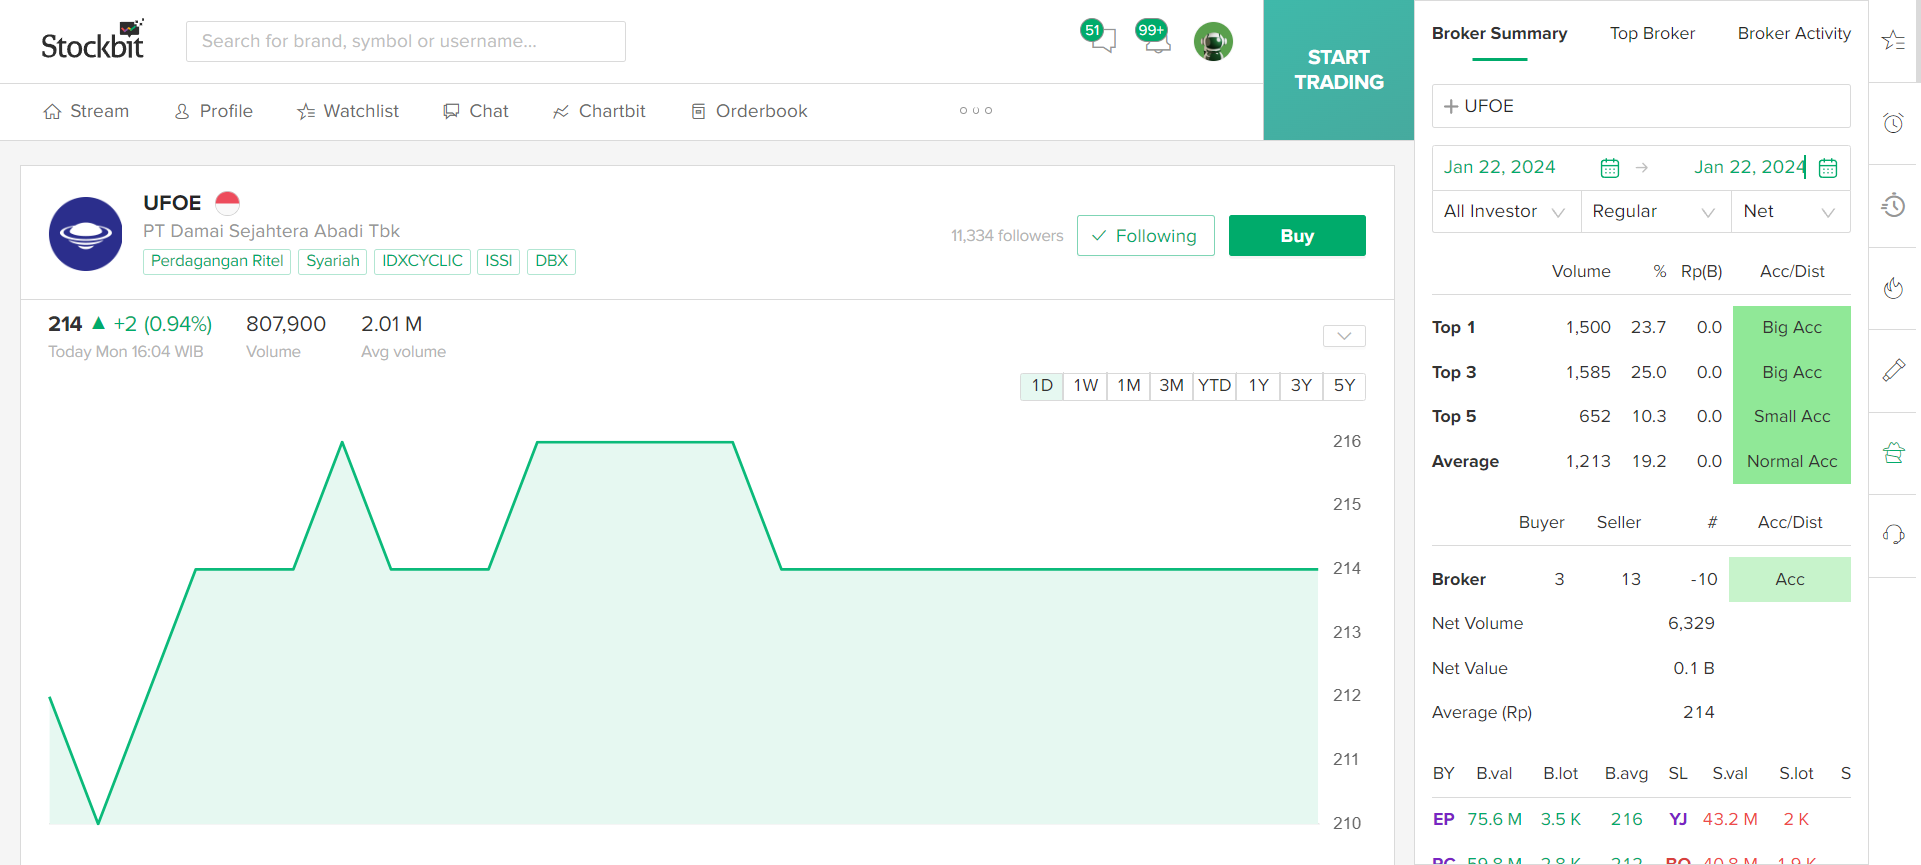 Stockbit
Search for brand, symbol or username...
51
99+
START
TRADING
Stream
Profile
Watchlist
Chat
Chartbit
Orderbook
UFOE
PT Damai Sejahtera Abadi Tbk
Perdagangan Ritel
Syariah
IDXCYCLIC
ISSI
DBX
11,334 followers
Following
Buy
214 ▲ +2 (0.94%)
Today Mon 16:04 WIB
807,900
Volume
2.01 M
Avg volume
1D 1W 1M 3M YTD 1Y 3Y 5Y
216
215
214
213
212
211
210
Broker Summary Top Broker Broker Activity
+ UFOE
Jan 22, 2024 → Jan 22, 2024
All Investor Regular Net
Volume % Rp(B) Acc/Dist
Top 1 1,500 23.7 0.0 Big Acc
Top 3 1,585 25.0 0.0 Big Acc
Top 5 652 10.3 0.0 Small Acc
Average 1,213 19.2 0.0 Normal Acc
Buyer Seller # Acc/Dist
Broker 3 13 -10 Acc
Net Volume 6,329
Net Value 0.1 B
Average (Rp) 214
BY B.val B.lot B.avg SL S.val S.lot S
EP 75.6 M 3.5 K 216 YJ 43.2 M 2 K